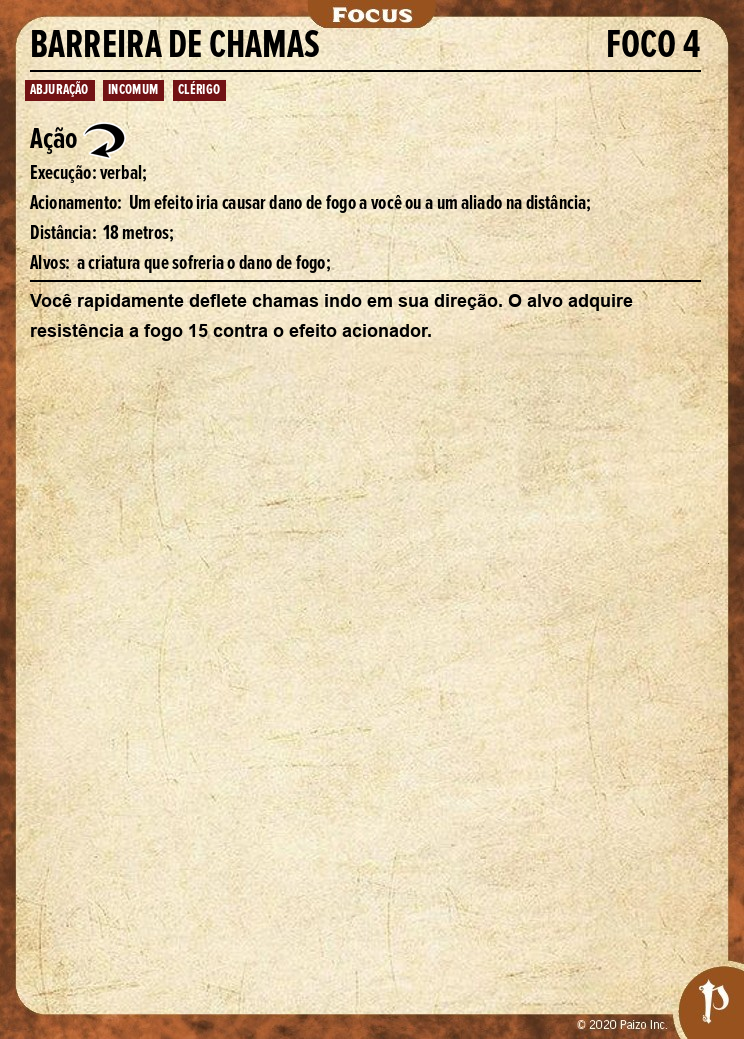 Focus
BARREIRA DE CHAMAS FOCO 4
ABJURAÇÃO INCOMUM CLÉRIGO
Ação
Execução: verbal;
Acionamento: Um efeito iria causar dano de fogo a você ou a um aliado na distância;
Distância: 18 metros;
Alvos: a criatura que sofreria o dano de fogo;
Você rapidamente deflete chamas indo em sua direção. O alvo adquire
resistência a fogo 15 contra o efeito acionador.
© 2020 Paizo Inc.
P